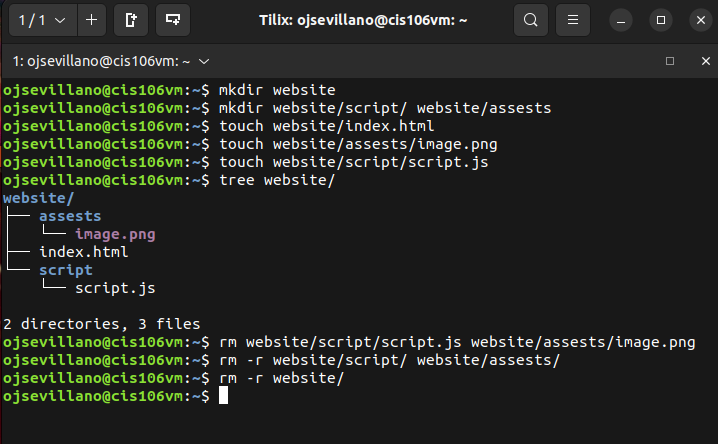 1 / 1
Tilix: ojsevillano@cis106vm: ~
1: ojsevillano@cis106vm: ~
ojsevillano@cis106vm:~$ mkdir website
ojsevillano@cis106vm:~$ mkdir website/script/ website/assests
ojsevillano@cis106vm:~$ touch website/index.html
ojsevillano@cis106vm:~$ touch website/assests/image.png
ojsevillano@cis106vm:~$ touch website/script/script.js
ojsevillano@cis106vm:~$ tree website/
website/
├── assests
│   └── image.png
├── index.html
└── script
    └── script.js
2 directories, 3 files
ojsevillano@cis106vm:~$ rm website/script/script.js website/assests/image.png
ojsevillano@cis106vm:~$ rm -r website/script/ website/assests/
ojsevillano@cis106vm:~$ rm -r website/
ojsevillano@cis106vm:~$